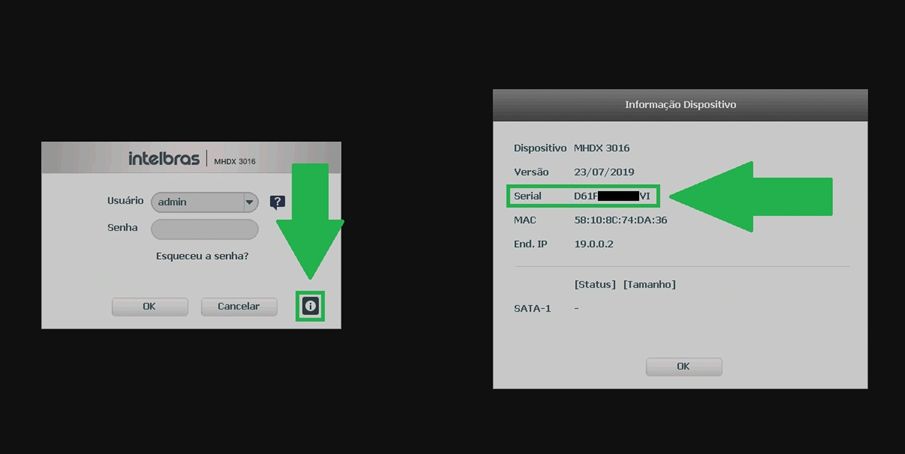 intelbras MHDX 3016
Usuário admin ?
Senha
Esqueceu a senha?
OK Cancelar i
Informação Dispositivo
Dispositivo MHDX 3016
Versão 23/07/2019
Serial D61F VI
MAC 58:10:8C:74:DA:36
End. IP 19.0.0.2
[Status] [Tamanho]
SATA-1 -
OK